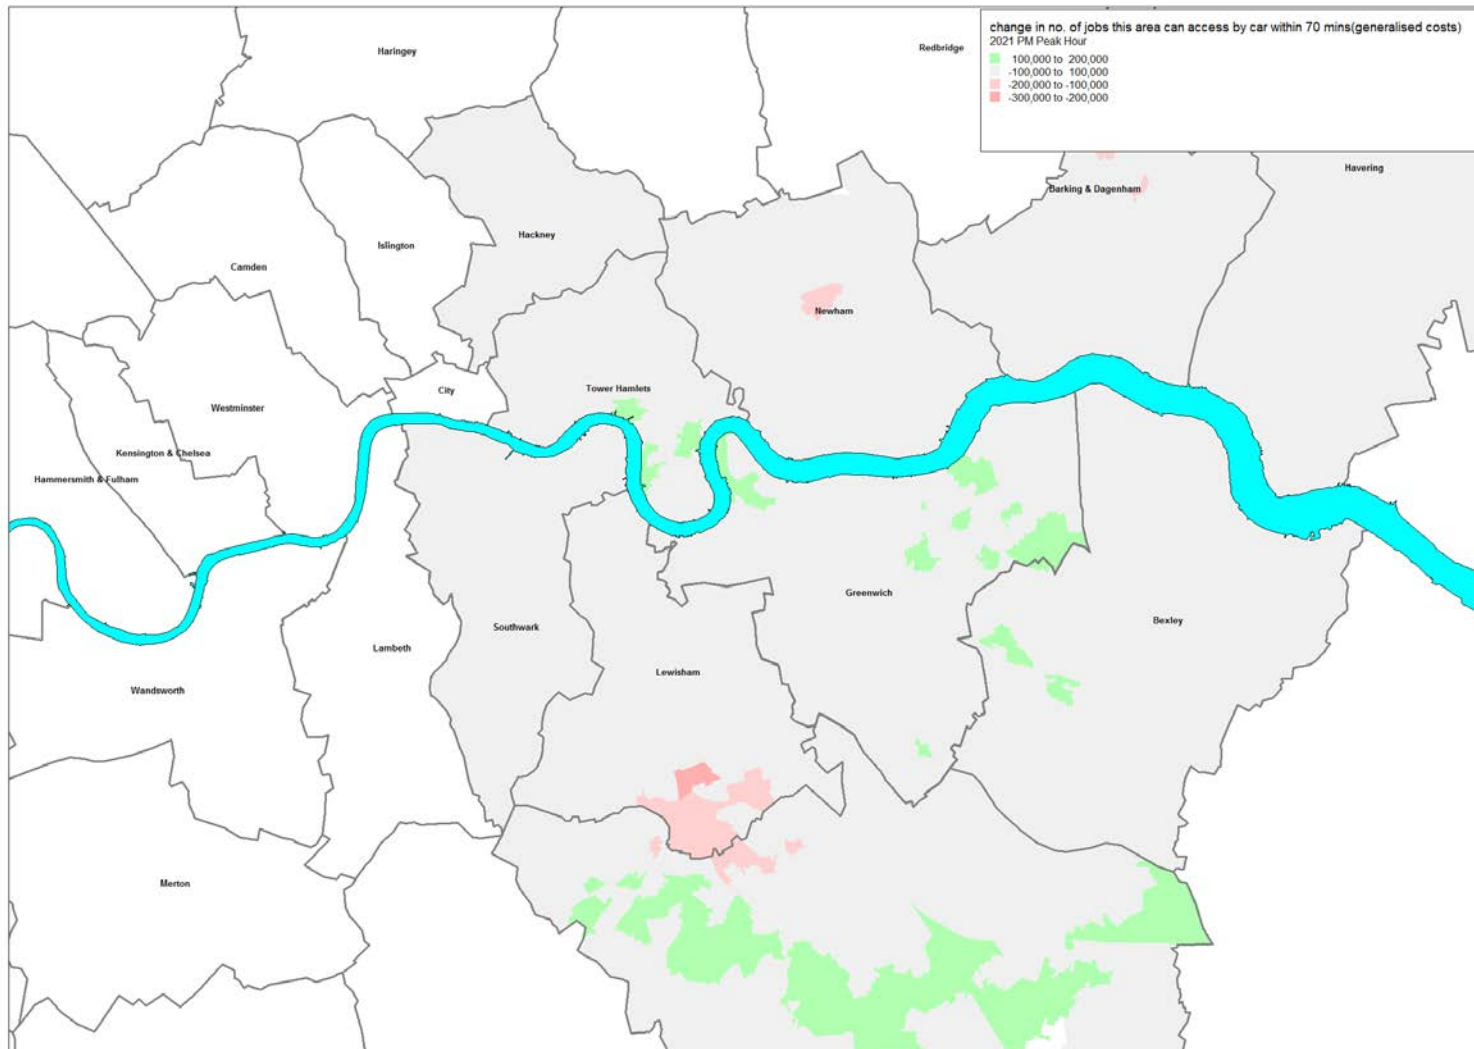 change in no. of jobs this area can access by car within 70 mins(generalised costs)
2021 PM Peak Hour
100,000 to 200,000
-100,000 to 100,000
-200,000 to -100,000
-300,000 to -200,000
Haringey
Redbridge
Havering
Barking & Dagenham
Hackney
Islington
Camden
Newham
Tower Hamlets
City
Westminster
Kensington & Chelsea
Hammersmith & Fulham
Greenwich
Bexley
Southwark
Lambeth
Lewisham
Wandsworth
Merton